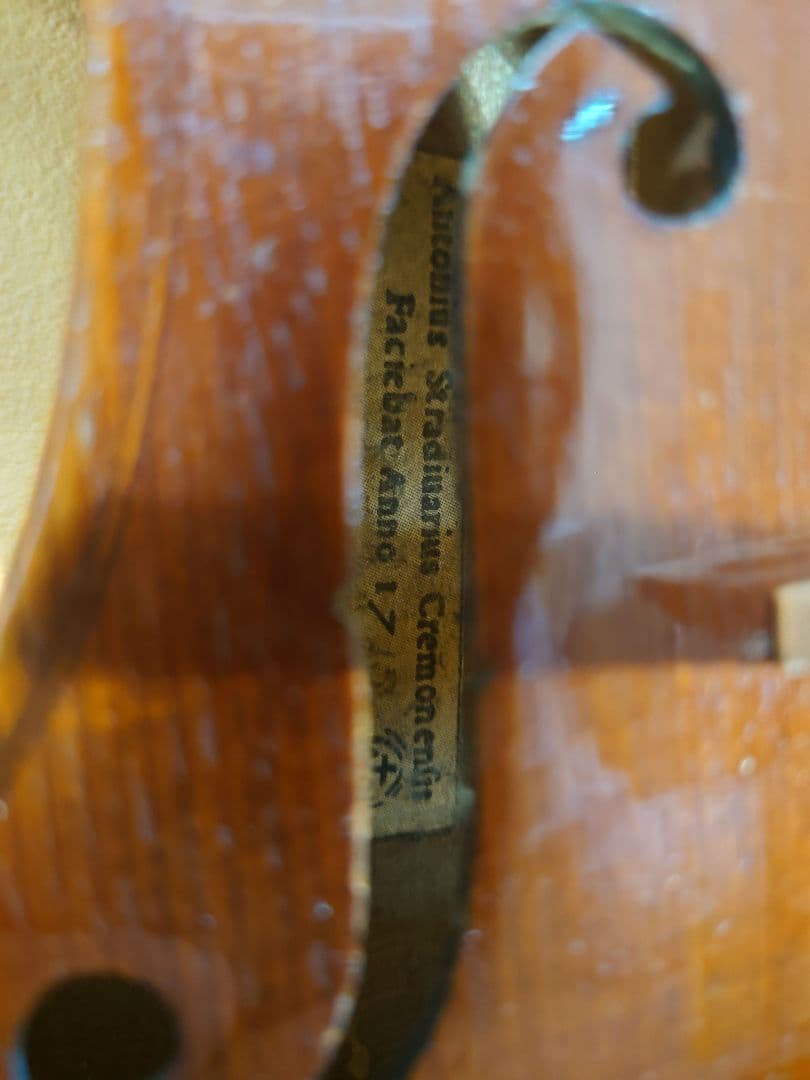 Antonius Stradiuarius Cremonensis
Faciebat Anno 17